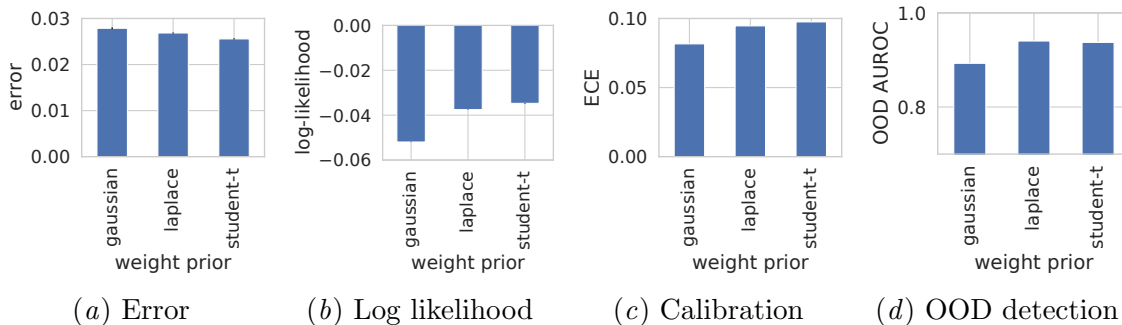 0.03
0.02
0.01
0.00
error
gaussian
laplace
student-t
weight prior
(a) Error
0.00
−0.02
−0.04
−0.06
log-likelihood
gaussian
laplace
student-t
weight prior
(b) Log likelihood
0.10
0.05
0.00
ECE
gaussian
laplace
student-t
weight prior
(c) Calibration
1.0
0.8
OOD AUROC
gaussian
laplace
student-t
weight prior
(d) OOD detection